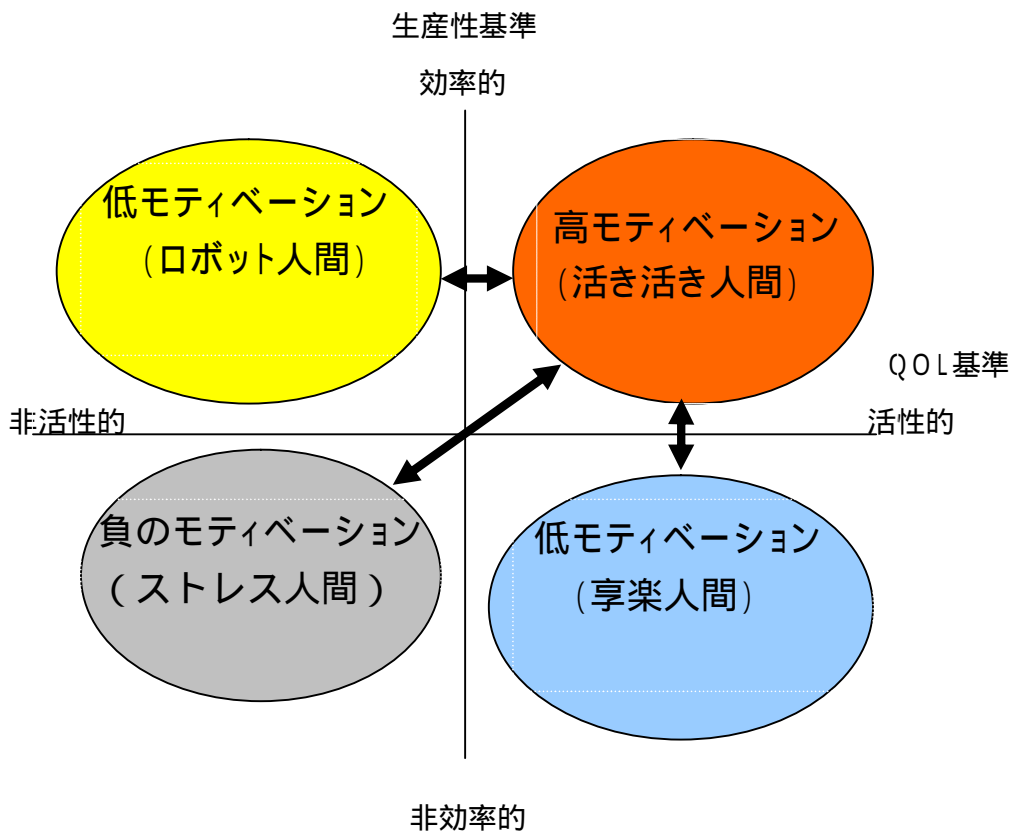 生産性基準
効率的
低モティベーション
(ロボット人間)
高モティベーション
(活き活き人間)
QOL基準
非活性的
活性的
負のモティベーション
(ストレス人間)
低モティベーション
(享楽人間)
非効率的